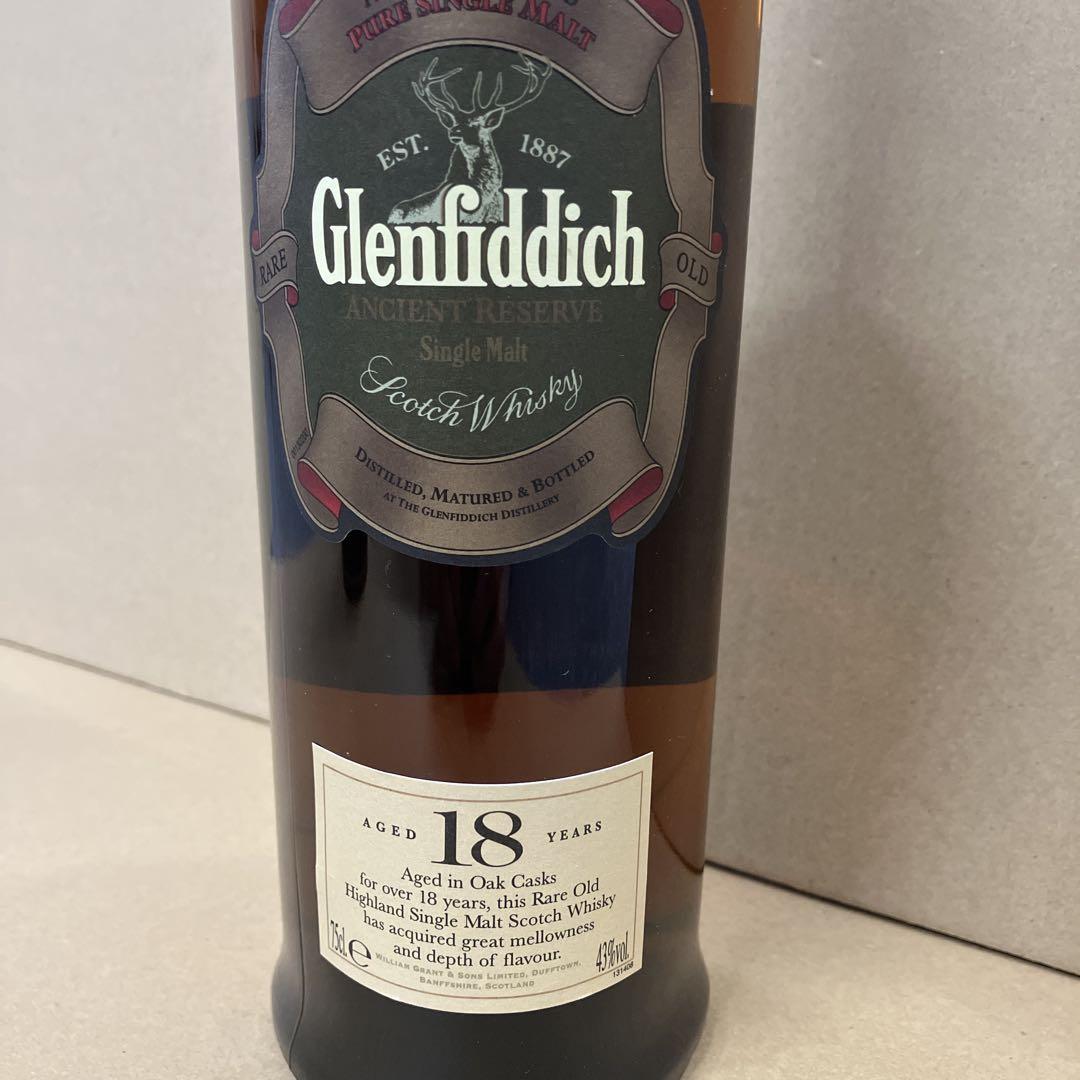 PURE SINGLE MALT
EST. 1887
Glenfiddich
RARE
OLD
ANCIENT RESERVE
Single Malt
Scotch Whisky
DISTILLED, MATURED & BOTTLED
AT THE GLENFIDDICH DISTILLERY
AGED 18 YEARS
Aged in Oak Casks
for over 18 years, this Rare Old
Highland Single Malt Scotch Whisky
has acquired great mellowness
and depth of flavour.
75cl. e
43%vol.
WILLIAM GRANT & SONS LIMITED, DUFFTOWN,
BANFFSHIRE, SCOTLAND
131408